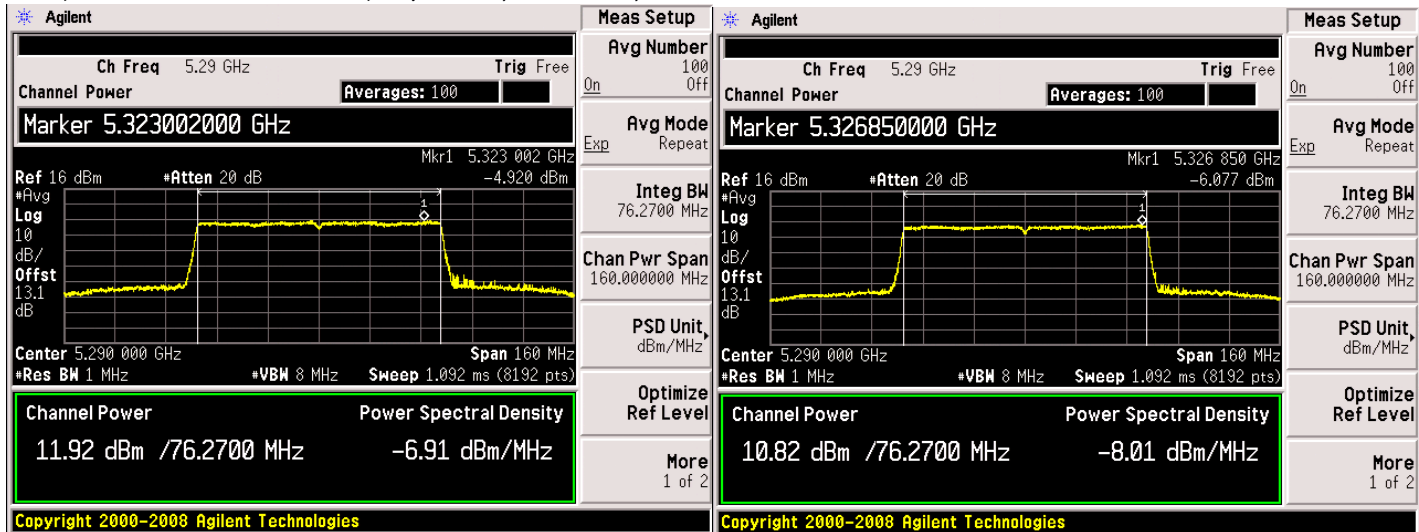 Agilent
Meas Setup
Ch Freq 5.29 GHz Trig Free
Channel Power Averages: 100
Marker 5.323002000 GHz
Mkr1 5.323 002 GHz
Ref 16 dBm #Atten 20 dB -4.920 dBm
#Avg
Log
10
dB/
Offst
13.1
dB
1
Center 5.290 000 GHz Span 160 MHz
#Res BW 1 MHz #VBW 8 MHz Sweep 1.092 ms (8192 pts)
Channel Power Power Spectral Density
11.92 dBm /76.2700 MHz -6.91 dBm/MHz
Avg Number
100
On Off
Avg Mode
Exp Repeat
Integ BW
76.2700 MHz
Chan Pwr Span
160.000000 MHz
PSD Unit
dBm/MHz
Optimize
Ref Level
More
1 of 2
Copyright 2000-2008 Agilent Technologies
Agilent
Meas Setup
Ch Freq 5.29 GHz Trig Free
Channel Power Averages: 100
Marker 5.326850000 GHz
Mkr1 5.326 850 GHz
Ref 16 dBm #Atten 20 dB -6.077 dBm
#Avg
Log
10
dB/
Offst
13.1
dB
1
Center 5.290 000 GHz Span 160 MHz
#Res BW 1 MHz #VBW 8 MHz Sweep 1.092 ms (8192 pts)
Channel Power Power Spectral Density
10.82 dBm /76.2700 MHz -8.01 dBm/MHz
Avg Number
100
On Off
Avg Mode
Exp Repeat
Integ BW
76.2700 MHz
Chan Pwr Span
160.000000 MHz
PSD Unit
dBm/MHz
Optimize
Ref Level
More
1 of 2
Copyright 2000-2008 Agilent Technologies